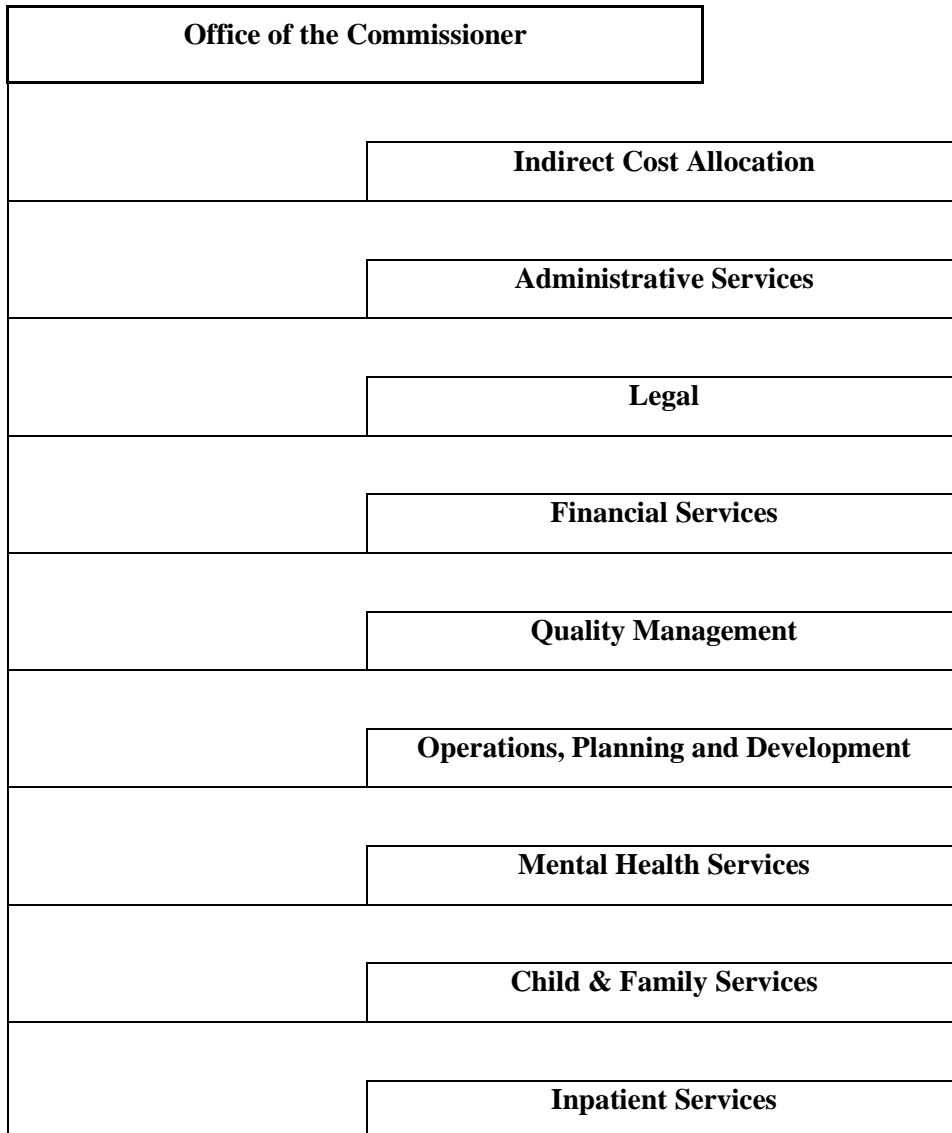 Office of the Commissioner
Indirect Cost Allocation
Administrative Services
Legal
Financial Services
Quality Management
Operations, Planning and Development
Mental Health Services
Child & Family Services
Inpatient Services